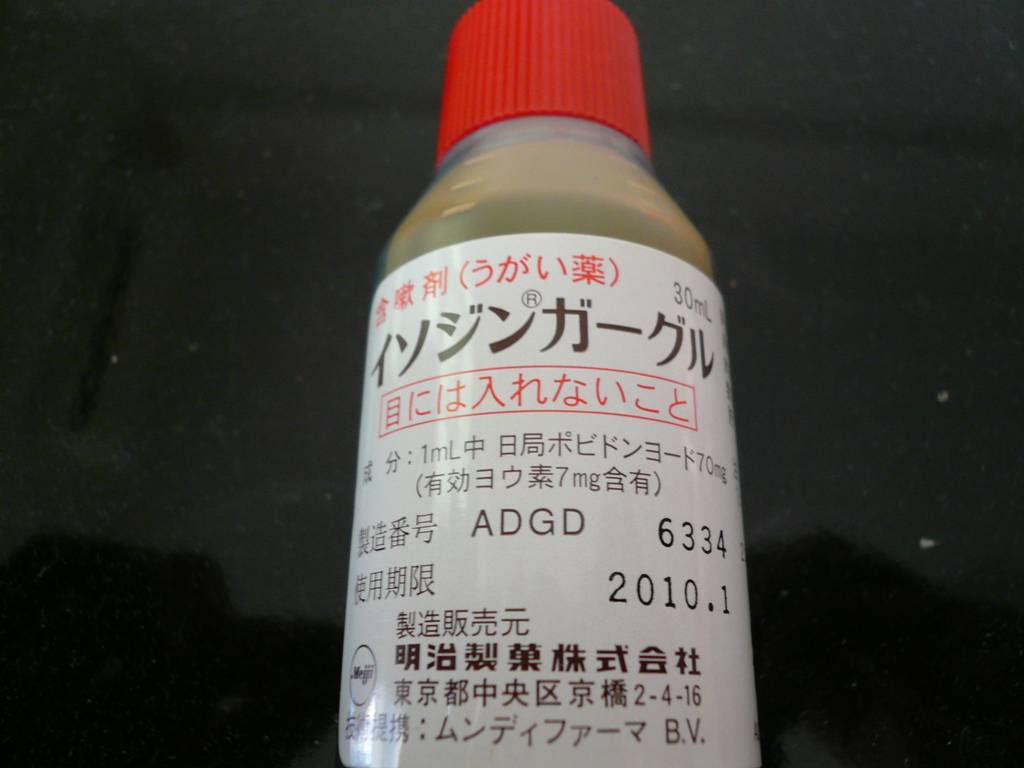 含嗽剤(うがい薬)
30mL
イソジン®ガーグル
目には入れないこと
成 分:1mL中 日局ポビドンヨード70mg
(有効ヨウ素7mg含有)
製造番号 ADGD 6334
使用期限 2010.1
製造販売元
Meiji 明治製菓株式会社
東京都中央区京橋2-4-16
技術提携:ムンディファーマ B.V.